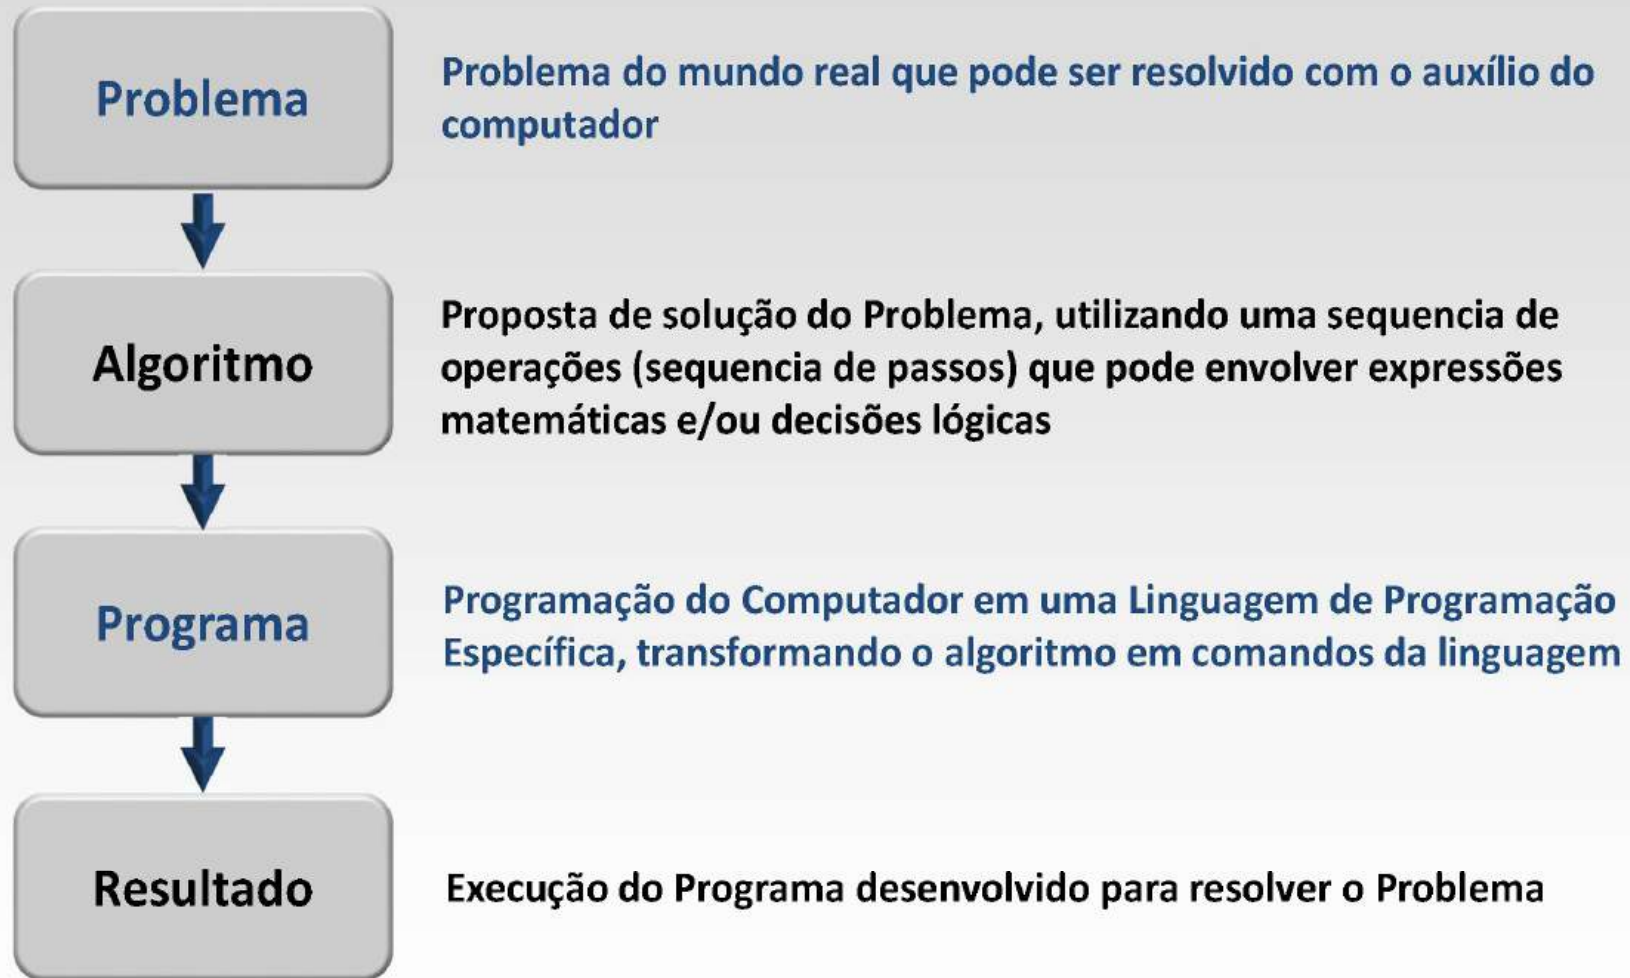 Problema
Problema do mundo real que pode ser resolvido com o auxílio do
computador
Algoritmo
Proposta de solução do Problema, utilizando uma sequencia de
operações (sequencia de passos) que pode envolver expressões
matemáticas e/ou decisões lógicas
Programa
Programação do Computador em uma Linguagem de Programação
Específica, transformando o algoritmo em comandos da linguagem
Resultado
Execução do Programa desenvolvido para resolver o Problema